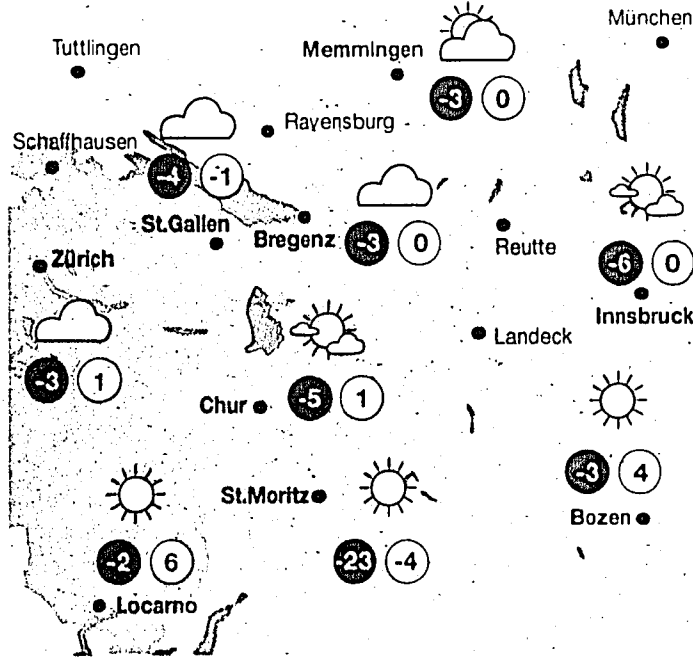 München
Tuttlingen
Memmingen
-3 0
Ravensburg
Schaffhausen
-4 -1
St.Gallen
Bregenz
-3 0
Reutte
Zürich
-6 0
Innsbruck
Landeck
-3 1
Chur
-5 1
-3 4
St.Moritz
Bozen
-2 6
-23 -4
Locarno